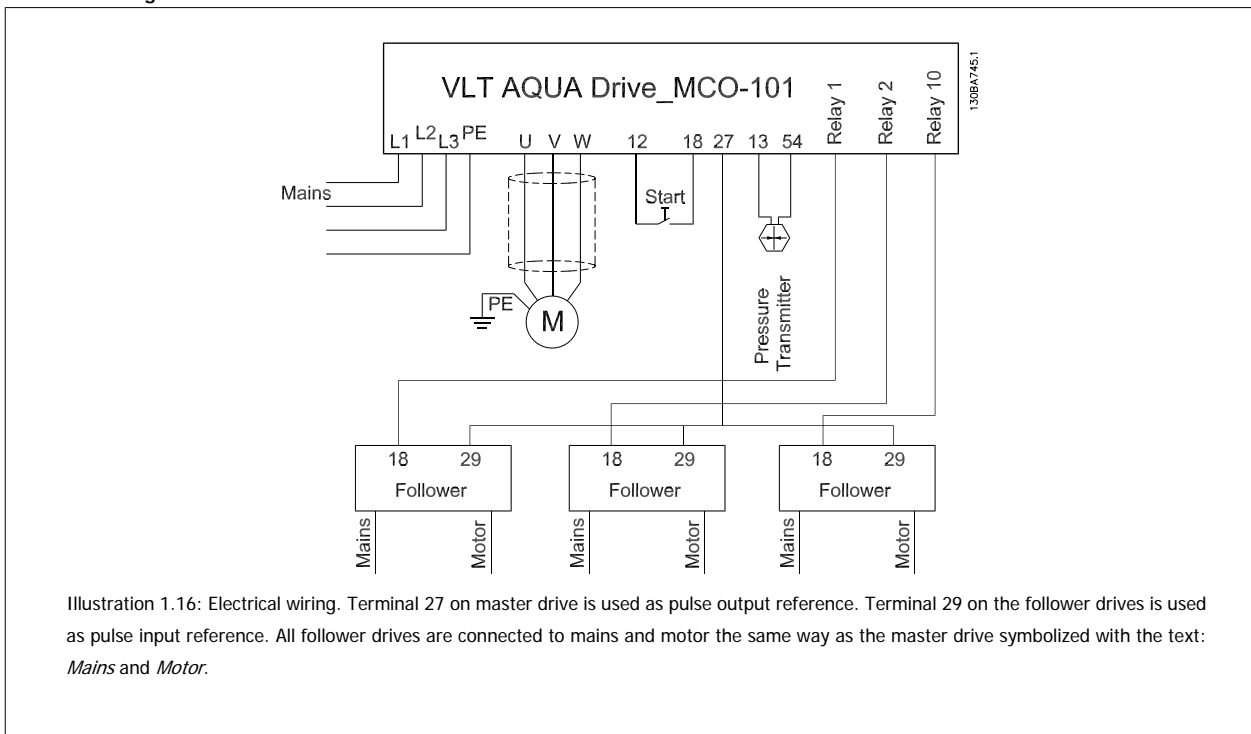 VLT AQUA Drive_MCO-101
Relay 1
Relay 2
Relay 10
130BA745.1
L1 L2 L3 PE U V W 12 18 27 13 54
Mains
Start
PE
M
Pressure
Transmitter
18 29
Follower
Mains
Motor
18 29
Follower
Mains
Motor
18 29
Follower
Mains
Motor
Illustration 1.16: Electrical wiring. Terminal 27 on master drive is used as pulse output reference. Terminal 29 on the follower drives is used
as pulse input reference. All follower drives are connected to mains and motor the same way as the master drive symbolized with the text:
Mains and Motor.